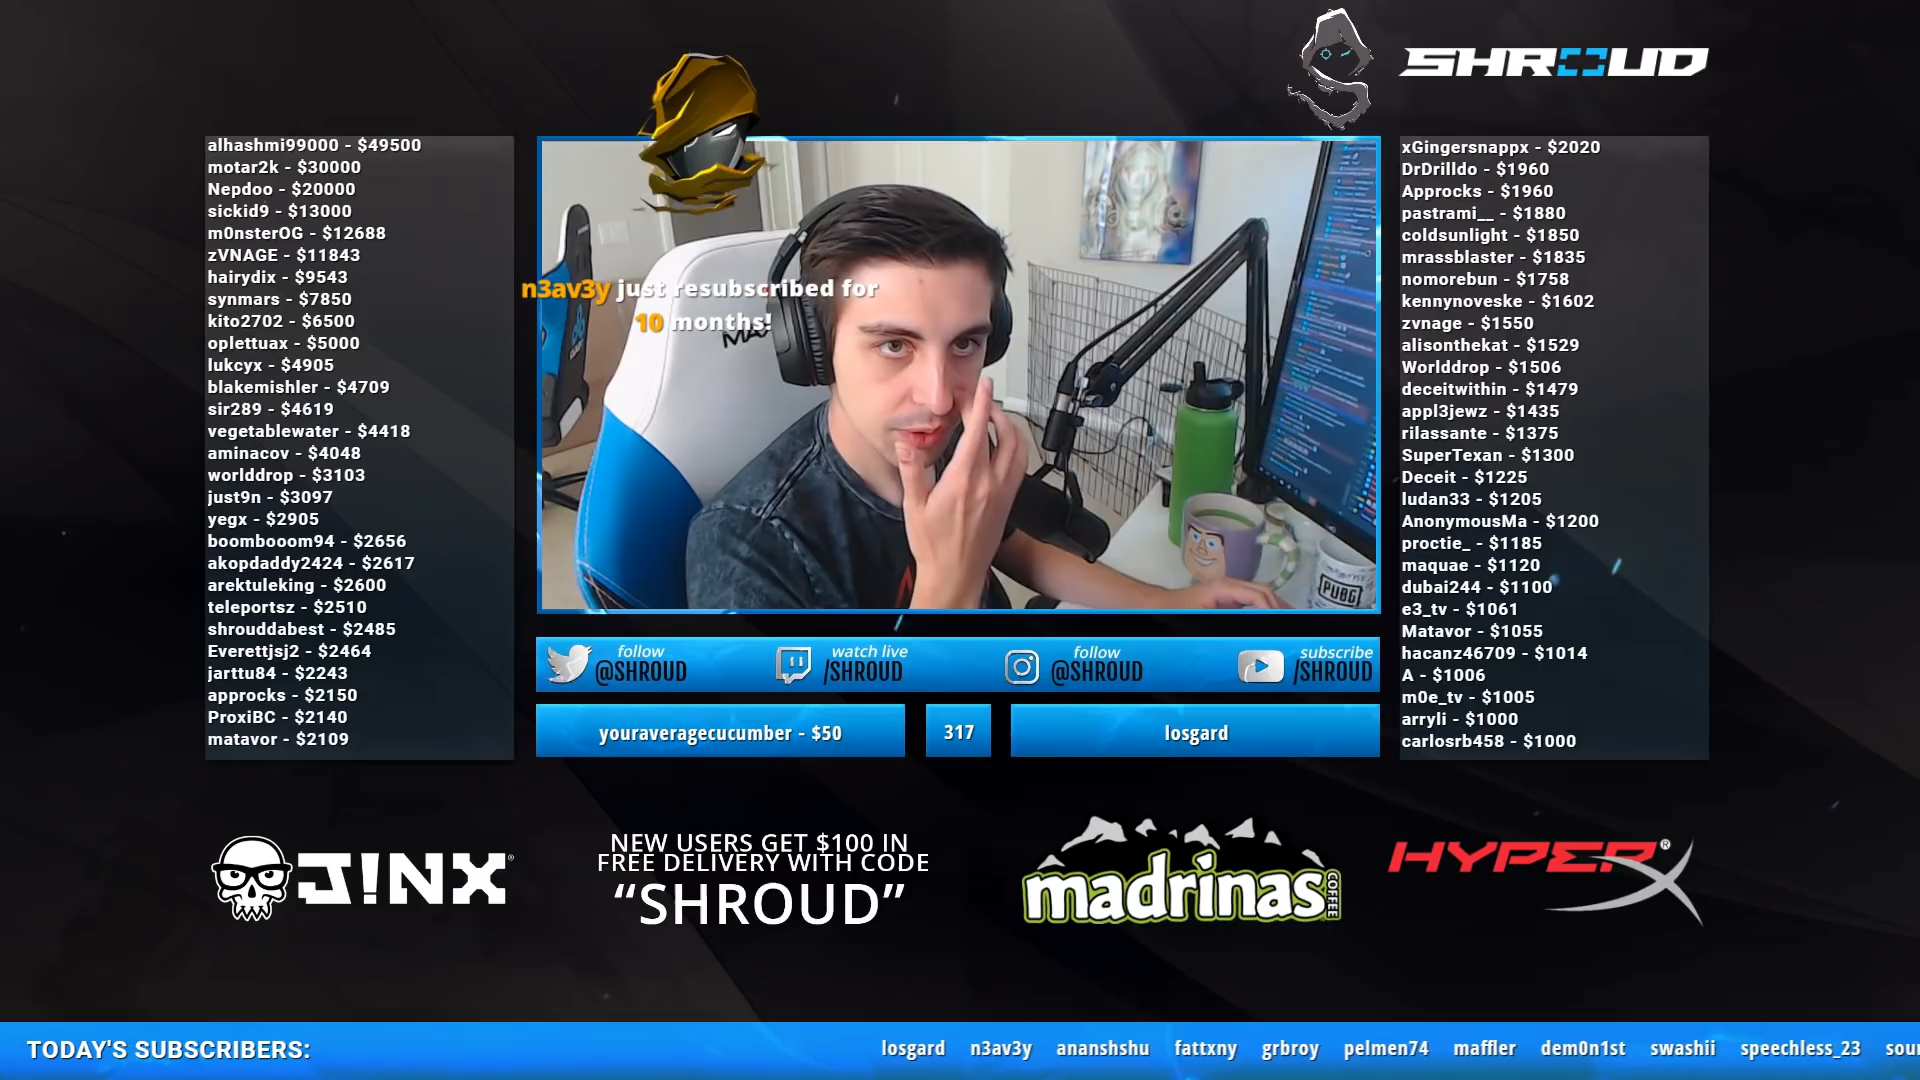 SHROUD
alhashmi99000 - $49500
motar2k - $30000
Nepdoo - $20000
sickid9 - $13000
m0nsterOG - $12688
zVNAGE - $11843
hairydix - $9543
synmars - $7850
kito2702 - $6500
oplettuax - $5000
lukcyx - $4905
blakemishler - $4709
sir289 - $4619
vegetablewater - $4418
aminacov - $4048
worlddrop - $3103
just9n - $3097
yegx - $2905
boombooom94 - $2656
akopdaddy2424 - $2617
arektuleking - $2600
teleportsz - $2510
shrouddabest - $2485
Everettjsj2 - $2464
jarttu84 - $2243
approcks - $2150
ProxiBC - $2140
matavor - $2109
n3av3y just resubscribed for
10 months!
PUBG
xGingersnappx - $2020
DrDrilldo - $1960
Approcks - $1960
pastrami__ - $1880
coldsunlight - $1850
mrassblaster - $1835
nomorebun - $1758
kennynoveske - $1602
zvnage - $1550
alisonthekat - $1529
Worlddrop - $1506
deceitwithin - $1479
appl3jewz - $1435
rilassante - $1375
SuperTexan - $1300
Deceit - $1225
ludan33 - $1205
AnonymousMa - $1200
proctie_ - $1185
maquae - $1120
dubai244 - $1100
e3_tv - $1061
Matavor - $1055
hacanz46709 - $1014
A - $1006
m0e_tv - $1005
arryli - $1000
carlosrb458 - $1000
follow
@SHROUD
watch live
/SHROUD
follow
@SHROUD
subscribe
/SHROUD
youraveragecucumber - $50
317
losgard
J!NX®
NEW USERS GET $100 IN
FREE DELIVERY WITH CODE
“SHROUD”
madrinas COFFEE
HYPERX®
TODAY'S SUBSCRIBERS: losgard n3av3y ananshshu fattxny grbroy pelmen74 maffler dem0n1st swashii speechless_23